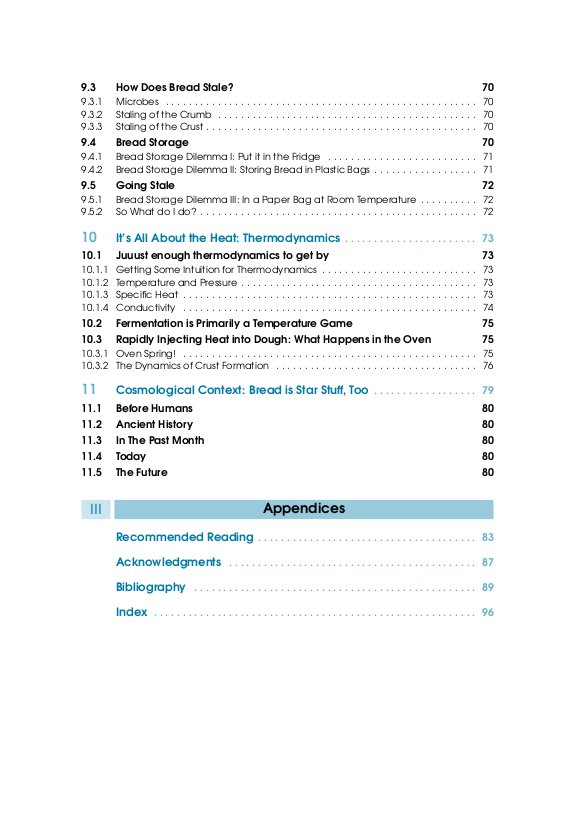 9.3 How Does Bread Stale? 70
9.3.1 Microbes . . . . . . . . . . . . . . . . . . . . . . . . . . . . . . . . . . . . . . . . . . . . . . . . . . . . 70
9.3.2 Staling of the Crumb . . . . . . . . . . . . . . . . . . . . . . . . . . . . . . . . . . . . . . . . . . . 70
9.3.3 Staling of the Crust . . . . . . . . . . . . . . . . . . . . . . . . . . . . . . . . . . . . . . . . . . . . . 70
9.4 Bread Storage 70
9.4.1 Bread Storage Dilemma I: Put it in the Fridge . . . . . . . . . . . . . . . . . . . . . . . . . 71
9.4.2 Bread Storage Dilemma II: Storing Bread in Plastic Bags . . . . . . . . . . . . . . . . . 71
9.5 Going Stale 72
9.5.1 Bread Storage Dilemma III: In a Paper Bag at Room Temperature . . . . . . . . . . 72
9.5.2 So What do I do? . . . . . . . . . . . . . . . . . . . . . . . . . . . . . . . . . . . . . . . . . . . . . . 72
10 It's All About the Heat: Thermodynamics . . . . . . . . . . . . . . . . . . . . . . . 73
10.1 Juuust enough thermodynamics to get by 73
10.1.1 Getting Some Intuition for Thermodynamics . . . . . . . . . . . . . . . . . . . . . . . . . . 73
10.1.2 Temperature and Pressure . . . . . . . . . . . . . . . . . . . . . . . . . . . . . . . . . . . . . . . 73
10.1.3 Specific Heat . . . . . . . . . . . . . . . . . . . . . . . . . . . . . . . . . . . . . . . . . . . . . . . . . 73
10.1.4 Conductivity . . . . . . . . . . . . . . . . . . . . . . . . . . . . . . . . . . . . . . . . . . . . . . . . . 74
10.2 Fermentation is Primarily a Temperature Game 75
10.3 Rapidly Injecting Heat into Dough: What Happens in the Oven 75
10.3.1 Oven Spring! . . . . . . . . . . . . . . . . . . . . . . . . . . . . . . . . . . . . . . . . . . . . . . . . . 75
10.3.2 The Dynamics of Crust Formation . . . . . . . . . . . . . . . . . . . . . . . . . . . . . . . . . . 76
11 Cosmological Context: Bread is Star Stuff, Too . . . . . . . . . . . . . . . . . . 79
11.1 Before Humans 80
11.2 Ancient History 80
11.3 In The Past Month 80
11.4 Today 80
11.5 The Future 80
III Appendices
Recommended Reading . . . . . . . . . . . . . . . . . . . . . . . . . . . . . . . . . . . . . . 83
Acknowledgments . . . . . . . . . . . . . . . . . . . . . . . . . . . . . . . . . . . . . . . . . . . 87
Bibliography . . . . . . . . . . . . . . . . . . . . . . . . . . . . . . . . . . . . . . . . . . . . . . . . . 89
Index . . . . . . . . . . . . . . . . . . . . . . . . . . . . . . . . . . . . . . . . . . . . . . . . . . . . . . . . 96